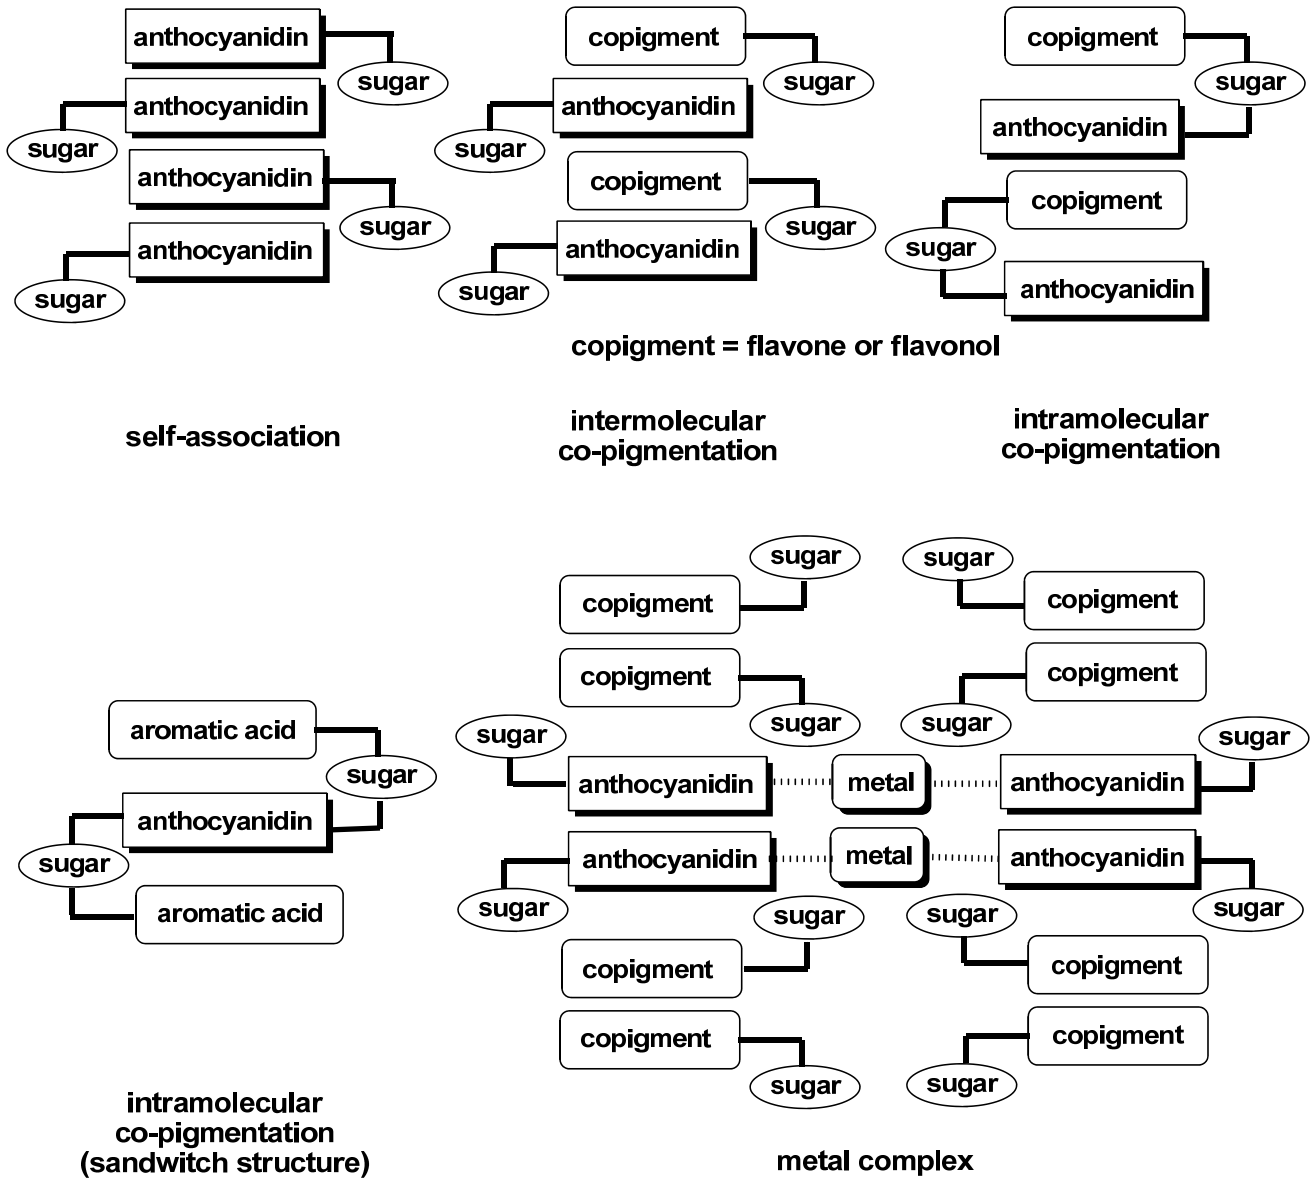 anthocyanidin
sugar
anthocyanidin
sugar
anthocyanidin
sugar
anthocyanidin
sugar
self-association
copigment
sugar
anthocyanidin
sugar
copigment
sugar
anthocyanidin
sugar
copigment
sugar
anthocyanidin
copigment
sugar
anthocyanidin
copigment = flavone or flavonol
intermolecular
co-pigmentation
intramolecular
co-pigmentation
aromatic acid
sugar
anthocyanidin
sugar
aromatic acid
intramolecular
co-pigmentation
(sandwitch structure)
sugar
sugar
copigment
copigment
copigment
copigment
sugar
sugar
sugar
sugar
anthocyanidin
metal
anthocyanidin
anthocyanidin
metal
anthocyanidin
sugar
sugar
sugar
sugar
copigment
copigment
copigment
copigment
sugar
sugar
metal complex